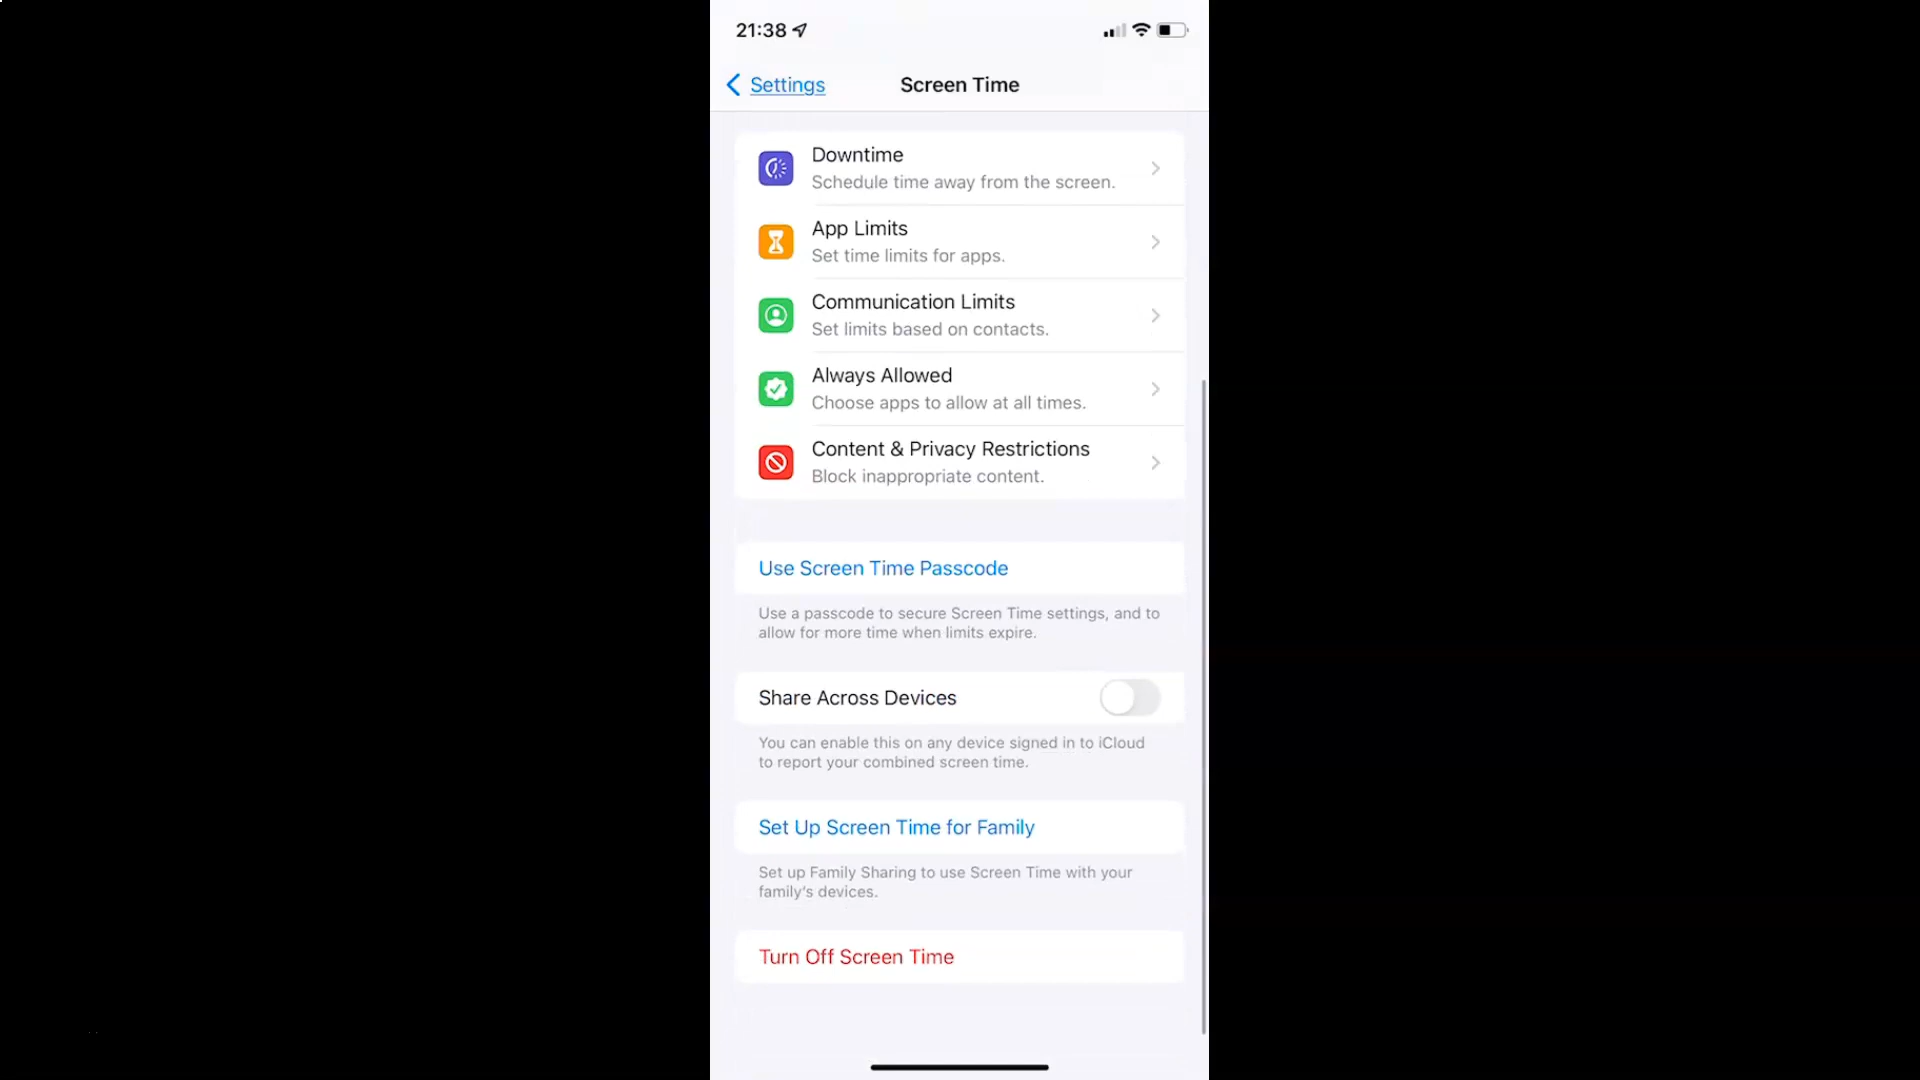 21:38
Settings
Screen Time
Downtime
Schedule time away from the screen.
App Limits
Set time limits for apps.
Communication Limits
Set limits based on contacts.
Always Allowed
Choose apps to allow at all times.
Content & Privacy Restrictions
Block inappropriate content.
Use Screen Time Passcode
Use a passcode to secure Screen Time settings, and to
allow for more time when limits expire.
Share Across Devices
You can enable this on any device signed in to iCloud
to report your combined screen time.
Set Up Screen Time for Family
Set up Family Sharing to use Screen Time with your
family's devices.
Turn Off Screen Time